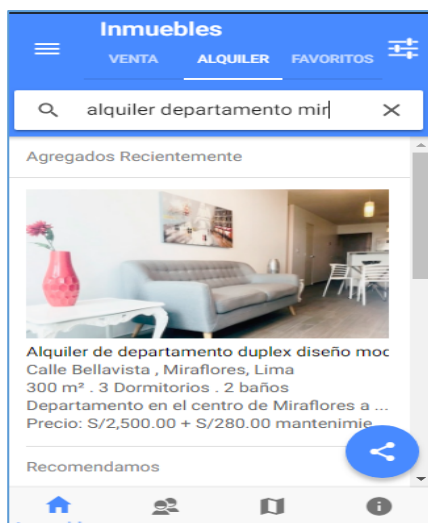 Inmuebles
VENTA ALQUILER FAVORITOS
alquiler departamento mir
Agregados Recientemente
Alquiler de departamento duplex diseño moc
Calle Bellavista , Miraflores, Lima
300 m² . 3 Dormitorios . 2 baños
Departamento en el centro de Miraflores a ...
Precio: S/2,500.00 + S/280.00 mantenimie
Recomendamos